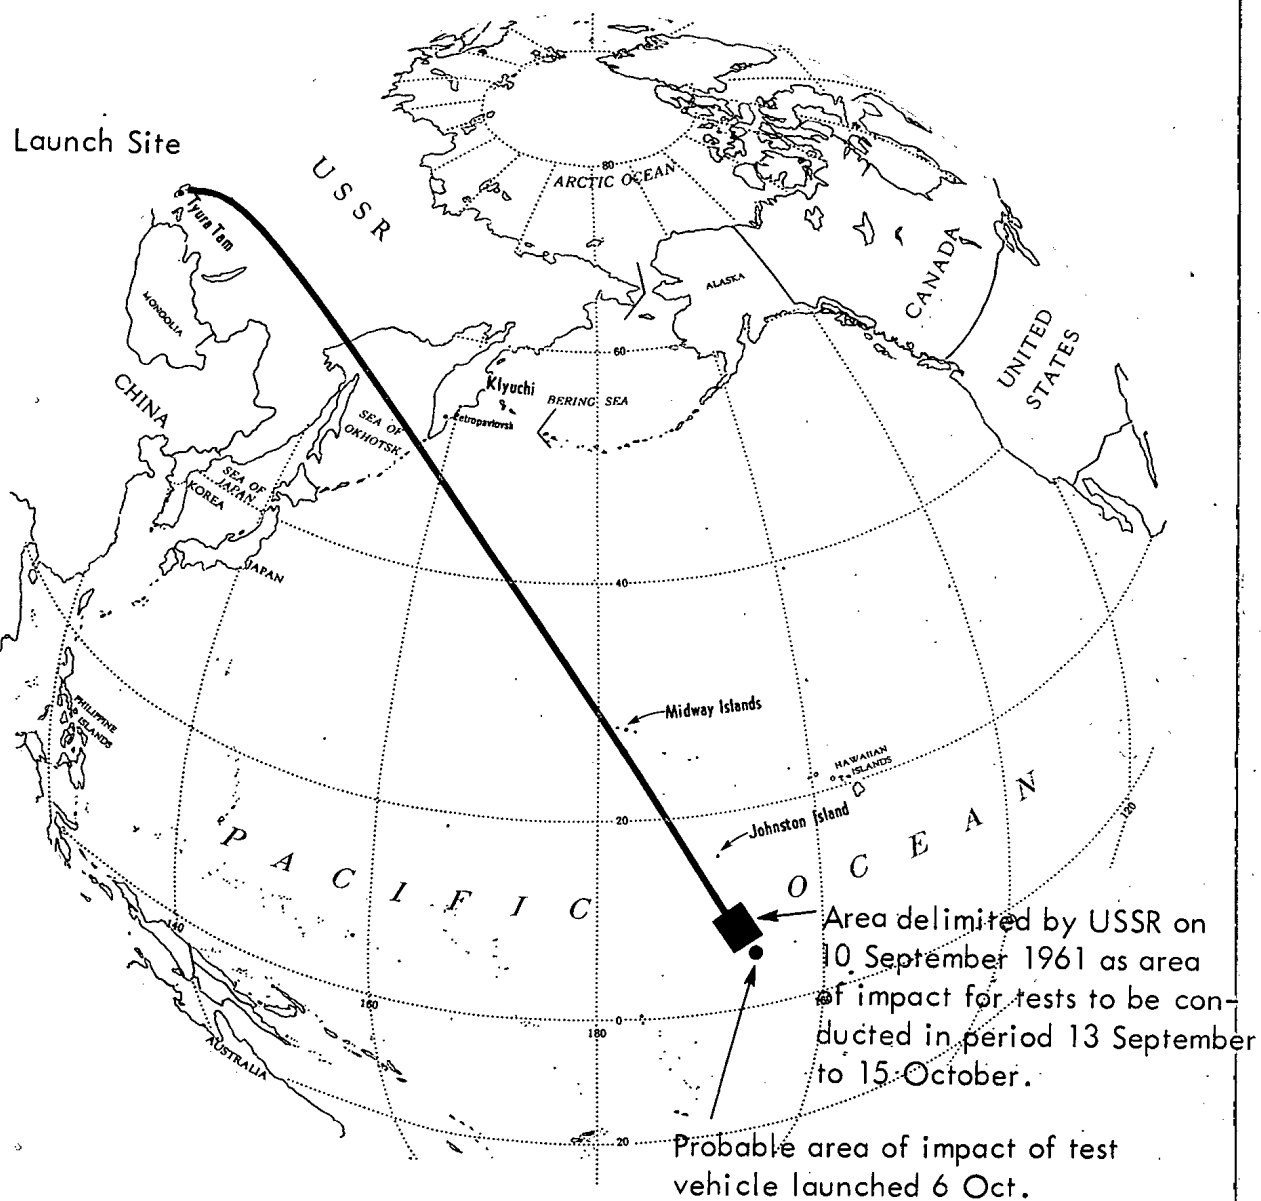 Launch Site
USSR
80
ARCTIC OCEAN
Tyura Tam
CANADA
ALASKA
MONGOLIA
UNITED
STATES
60
CHINA
Klyuchi
BERING SEA
Petropavlovsk
SEA OF
OKHOTSK
SEA OF
JAPAN
KOREA
JAPAN
40
Midway Islands
PHILIPPINE
ISLANDS
HAWAIIAN
ISLANDS
20
Johnston Island
120
PACIFIC OCEAN
Area delimited by USSR on
10 September 1961 as area
of impact for tests to be con-
ducted in period 13 September
to 15 October.
140
160
0
180
AUSTRALIA
20
Probable area of impact of test
vehicle launched 6 Oct.